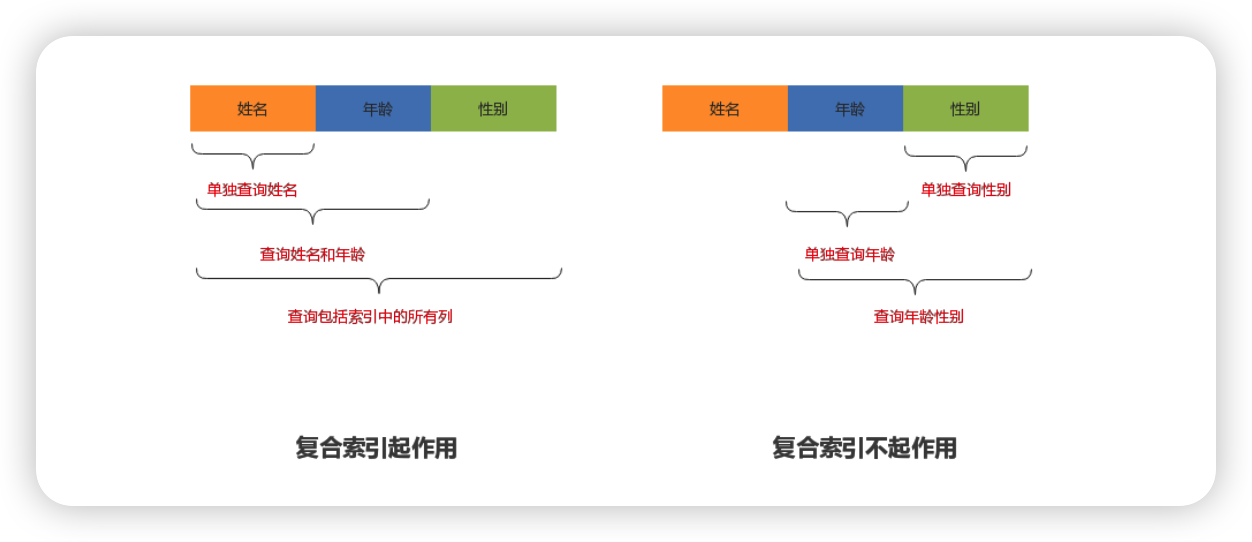 姓名 年龄 性别
单独查询姓名
查询姓名和年龄
查询包括索引中的所有列
复合索引起作用
姓名 年龄 性别
单独查询性别
单独查询年龄
查询年龄性别
复合索引不起作用